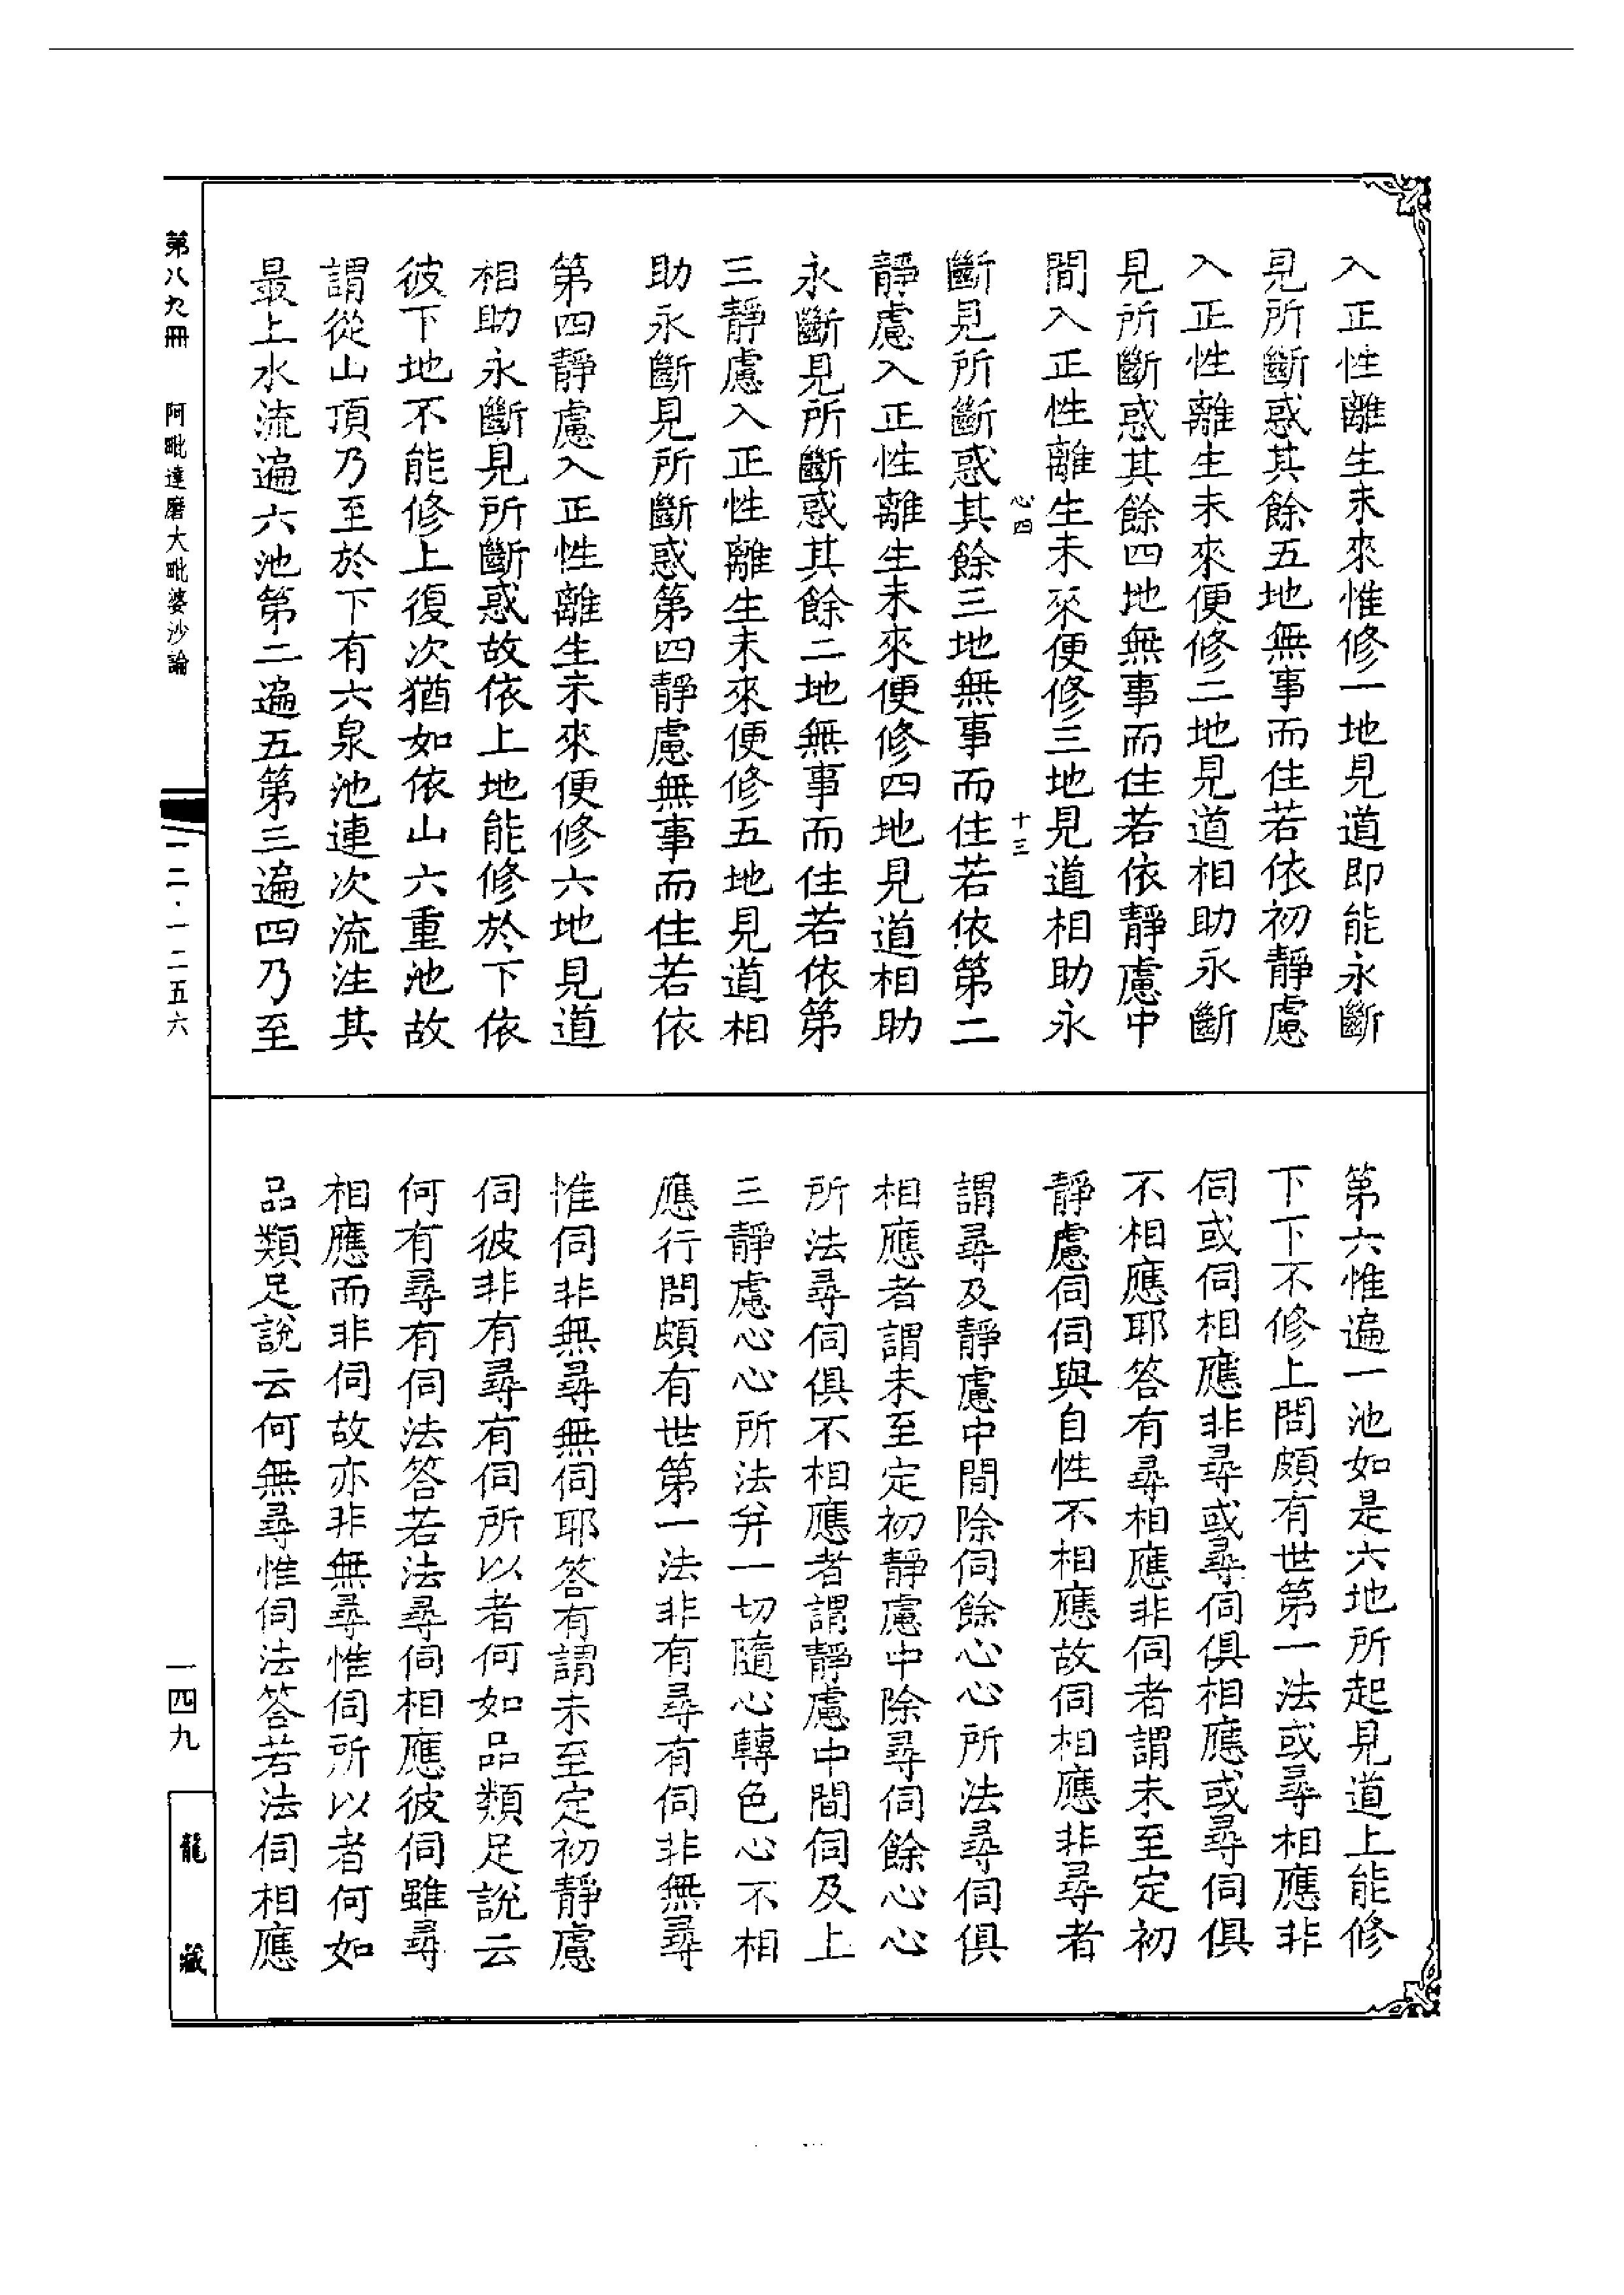 入正性離生未來惟修一地見道即能永斷
見所斷惑其餘五地無事而住若依初靜慮
入正性離生未來便修二地見道相助永斷
見所斷惑其餘四地無事而住若依靜慮中
間入正性離生未來便修三地見道相助永
心四
十三
斷見所斷惑其餘三地無事而住若依第二
靜慮入正性離生未來便修四地見道相助
永斷見所斷惑其餘二地無事而住若依第
三靜慮入正性離生未來便修五地見道相
助永斷見所斷惑第四靜慮無事而住若依
第四靜慮入正性離生未來便修六地見道
相助永斷見所斷惑故依上地能修於下依
彼下地不能修上復次猶如依山六重池故
謂從山頂乃至於下有六泉池連次流注其
最上水流遍六池第二遍五第三遍四乃至
第六惟遍一池如是六地所起見道上能修
下下不修上問頗有世第一法或尋相應非
伺或伺相應非尋或尋伺俱相應或尋伺俱
不相應耶答有尋相應非伺者謂未至定初
靜慮伺伺與自性不相應故伺相應非尋者
謂尋及靜慮中間除伺餘心心所法尋伺俱
相應者謂未至定初靜慮中除尋伺餘心心
所法尋伺俱不相應者謂靜慮中間伺及上
三靜慮心心所法并一切隨心轉色心不相
應行問頗有世第一法非有尋有伺非無尋
惟伺非無尋無伺耶答有謂未至定初靜慮
伺彼非有尋有伺所以者何如品類足說云
何有尋有伺法答若法尋伺相應彼伺雖尋
相應而非伺故亦非無尋惟伺所以者何如
品類足說云何無尋惟伺法答若法伺相應
第八九冊
阿毗達磨大毗婆沙論
一二·一二五六
一四九
龍藏